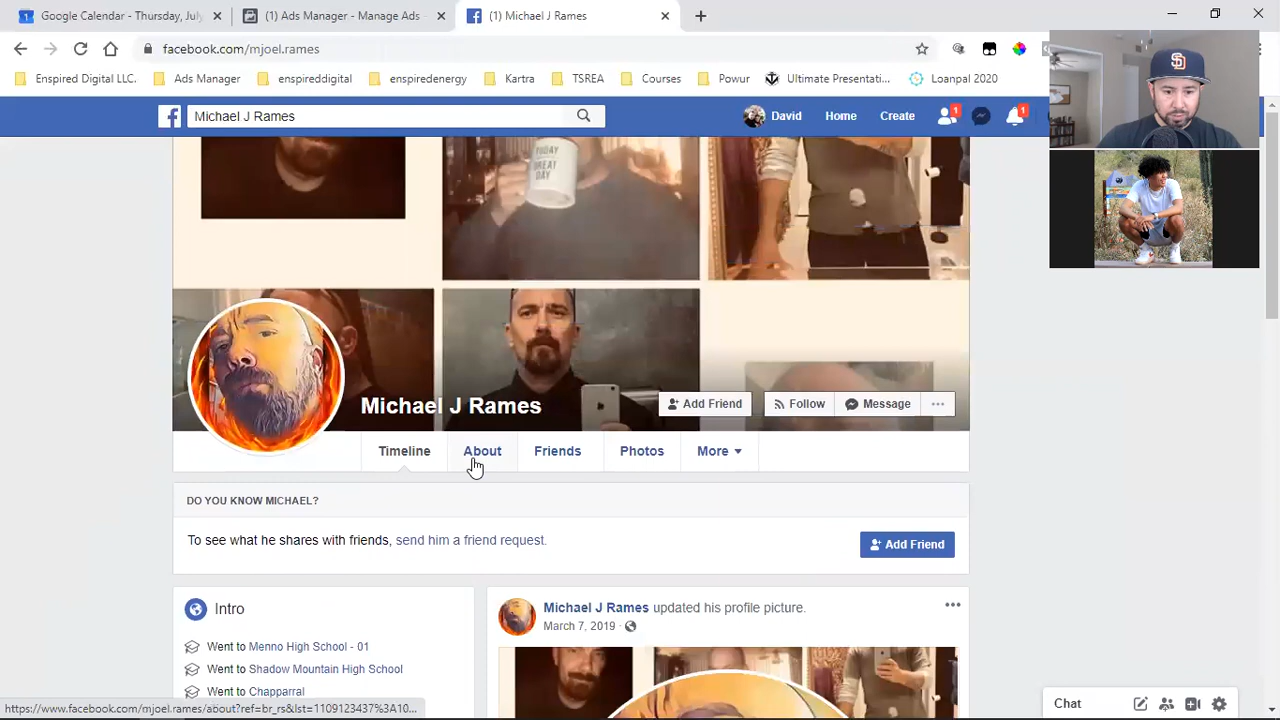 Google Calendar - Thursday, July
(1) Ads Manager - Manage Ads
(1) Michael J Rames
facebook.com/mjoel.rames
Enspired Digital LLC.
Ads Manager
enspireddigital
enspiredenergy
Kartra
TSREA
Courses
Powur
Ultimate Presentati...
Loanpal 2020
Michael J Rames
David
Home
Create
1
1
TODAY
GREAT
DAY
Michael J Rames
Add Friend
Follow
Message
Timeline
About
Friends
Photos
More
DO YOU KNOW MICHAEL?
To see what he shares with friends, send him a friend request.
Add Friend
Intro
Went to Menno High School - 01
Went to Shadow Mountain High School
Went to Chapparral
Michael J Rames updated his profile picture.
March 7, 2019
https://www.facebook.com/mjoel.rames/about?ref=br_rs&lst=1109123437%3A10...
Chat